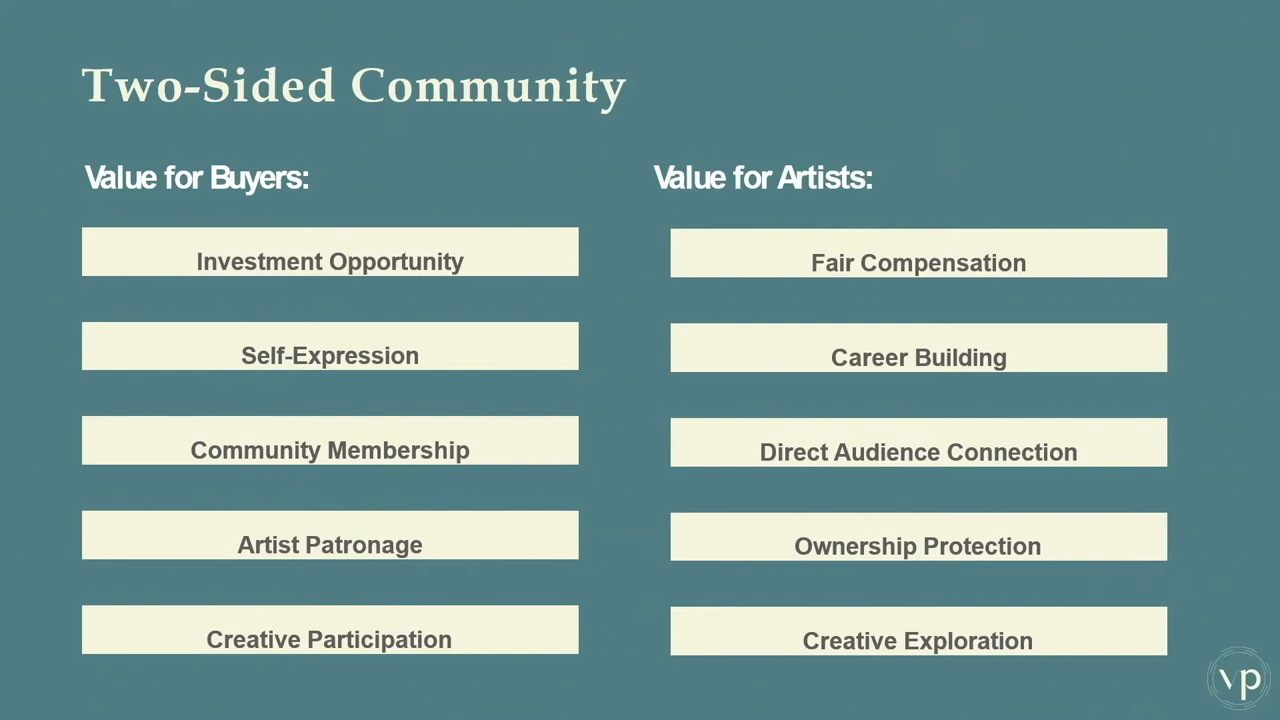 Two-Sided Community
Value for Buyers:
Investment Opportunity
Self-Expression
Community Membership
Artist Patronage
Creative Participation
Value for Artists:
Fair Compensation
Career Building
Direct Audience Connection
Ownership Protection
Creative Exploration
vp